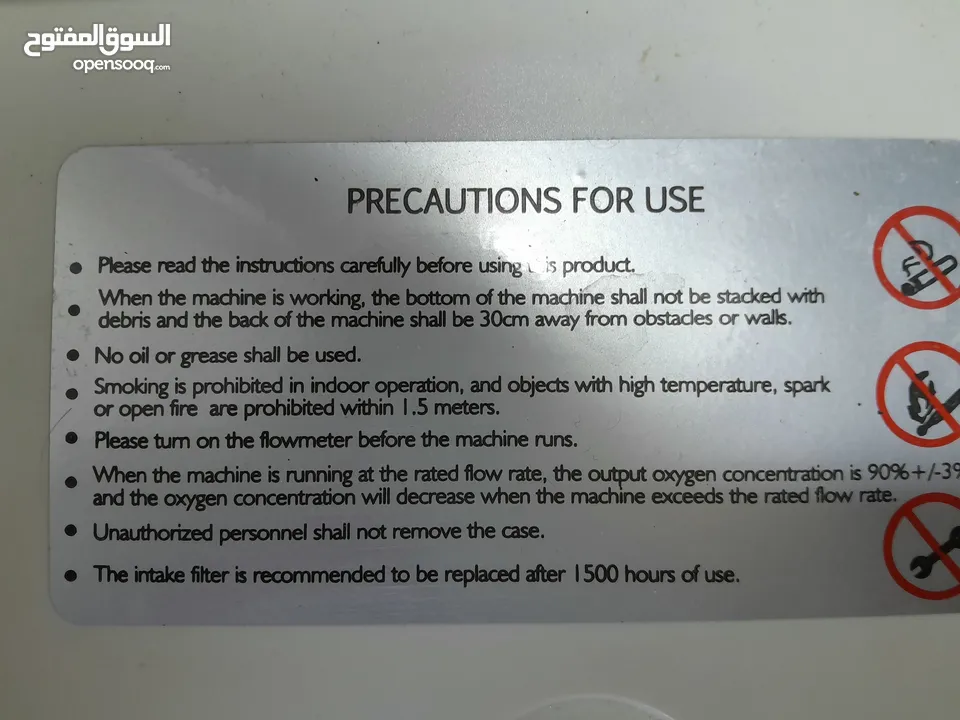 السوق المفتوح
opensooq.com
PRECAUTIONS FOR USE
• Please read the instructions carefully before using this product.
• When the machine is working, the bottom of the machine shall not be stacked with
debris and the back of the machine shall be 30cm away from obstacles or walls.
• No oil or grease shall be used.
• Smoking is prohibited in indoor operation, and objects with high temperature, spark
or open fire are prohibited within 1.5 meters.
• Please turn on the flowmeter before the machine runs.
• When the machine is running at the rated flow rate, the output oxygen concentration is 90%+/-3%
and the oxygen concentration will decrease when the machine exceeds the rated flow rate.
• Unauthorized personnel shall not remove the case.
• The intake filter is recommended to be replaced after 1500 hours of use.